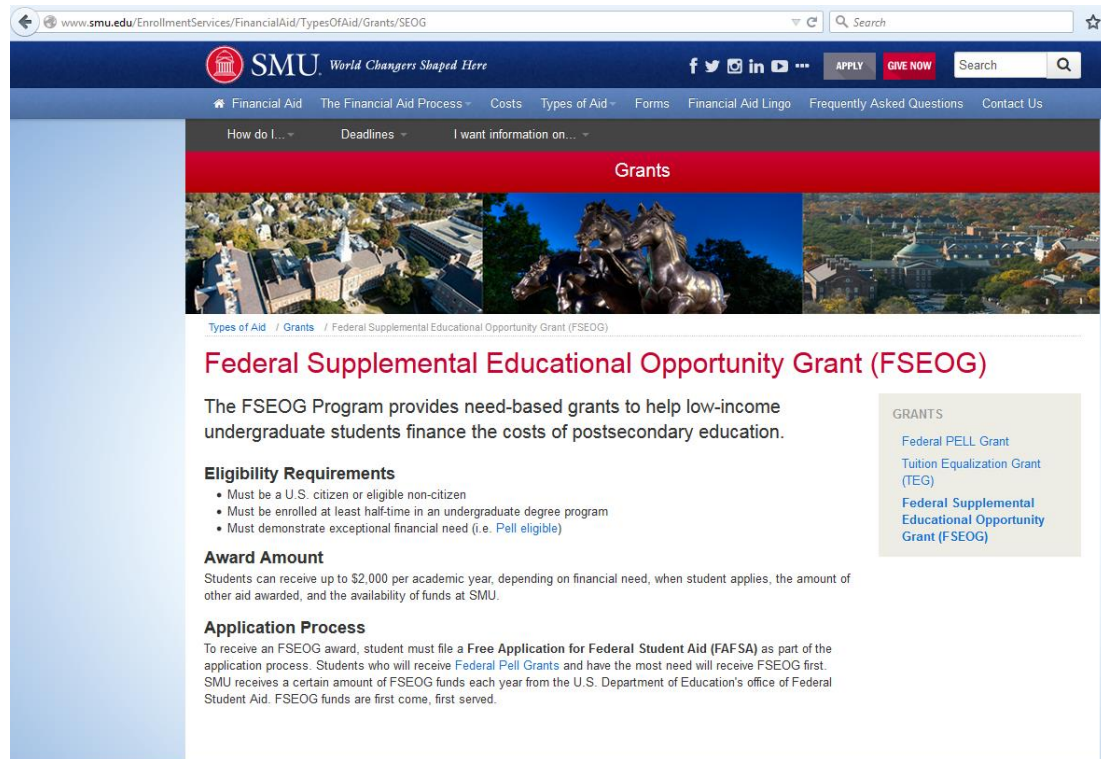 www.smu.edu/EnrollmentServices/FinancialAid/TypesOfAid/Grants/SEOG
Search
SMU. World Changers Shaped Here
APPLY
GIVE NOW
Search
Financial Aid
The Financial Aid Process
Costs
Types of Aid
Forms
Financial Aid Lingo
Frequently Asked Questions
Contact Us
How do I...
Deadlines
I want information on...
Grants
Types of Aid / Grants / Federal Supplemental Educational Opportunity Grant (FSEOG)
Federal Supplemental Educational Opportunity Grant (FSEOG)
The FSEOG Program provides need-based grants to help low-income
undergraduate students finance the costs of postsecondary education.
Eligibility Requirements
• Must be a U.S. citizen or eligible non-citizen
• Must be enrolled at least half-time in an undergraduate degree program
• Must demonstrate exceptional financial need (i.e. Pell eligible)
Award Amount
Students can receive up to $2,000 per academic year, depending on financial need, when student applies, the amount of
other aid awarded, and the availability of funds at SMU.
Application Process
To receive an FSEOG award, student must file a Free Application for Federal Student Aid (FAFSA) as part of the
application process. Students who will receive Federal Pell Grants and have the most need will receive FSEOG first.
SMU receives a certain amount of FSEOG funds each year from the U.S. Department of Education's office of Federal
Student Aid. FSEOG funds are first come, first served.
GRANTS
Federal PELL Grant
Tuition Equalization Grant
(TEG)
Federal Supplemental
Educational Opportunity
Grant (FSEOG)